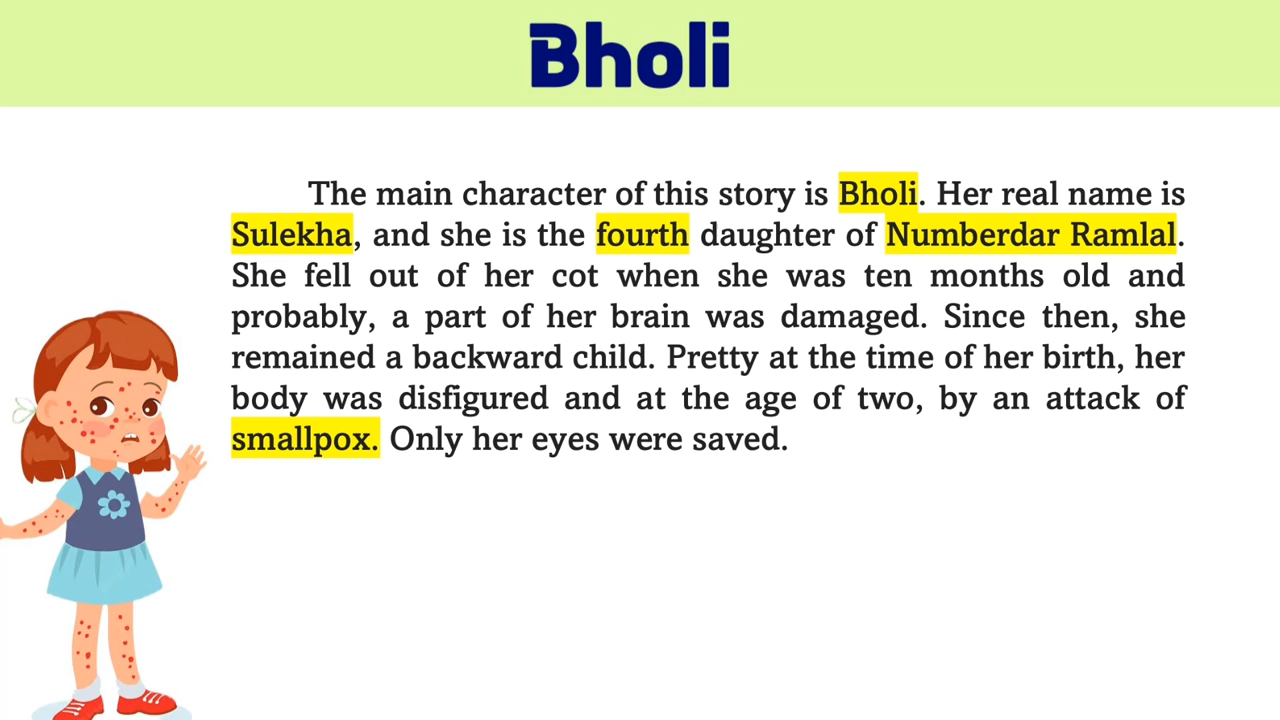 Bholi
The main character of this story is Bholi. Her real name is
Sulekha, and she is the fourth daughter of Numberdar Ramlal.
She fell out of her cot when she was ten months old and
probably, a part of her brain was damaged. Since then, she
remained a backward child. Pretty at the time of her birth, her
body was disfigured and at the age of two, by an attack of
smallpox. Only her eyes were saved.